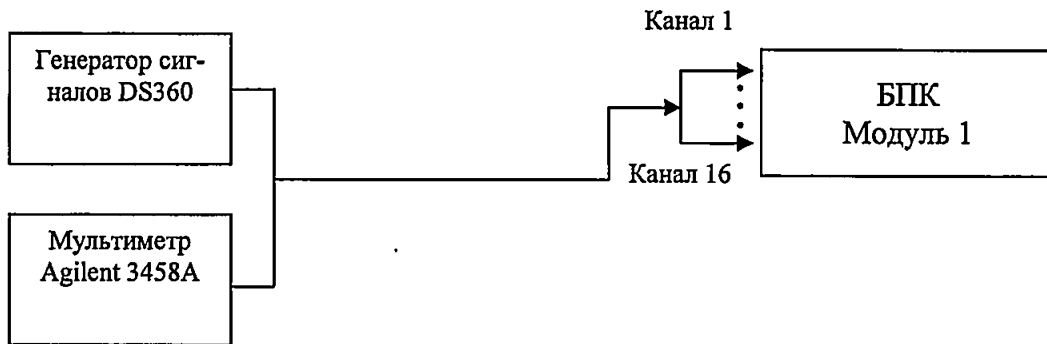 Канал 1
Генератор сиг-
налов DS360
БПК
Модуль 1
Канал 16
Мультиметр
Agilent 3458A